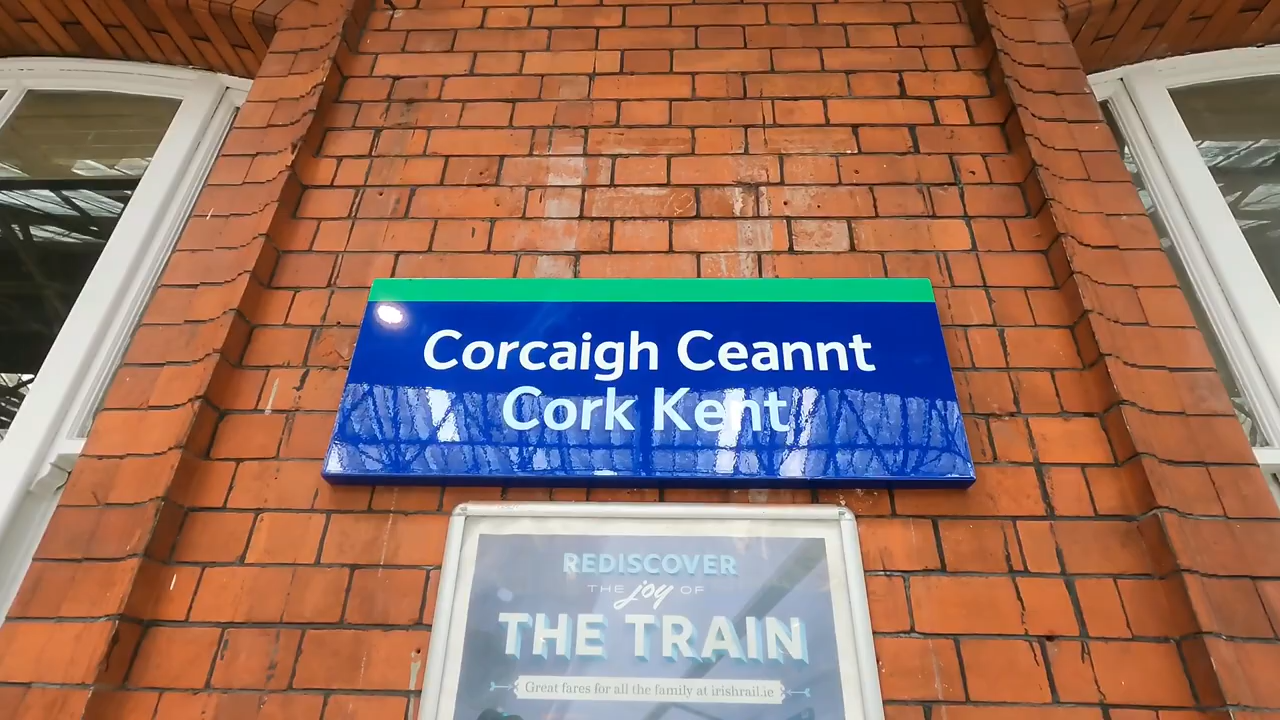 Corcaigh Ceannt
Cork Kent
REDISCOVER
THE joy OF
THE TRAIN
Great fares for all the family at irishrail.ie